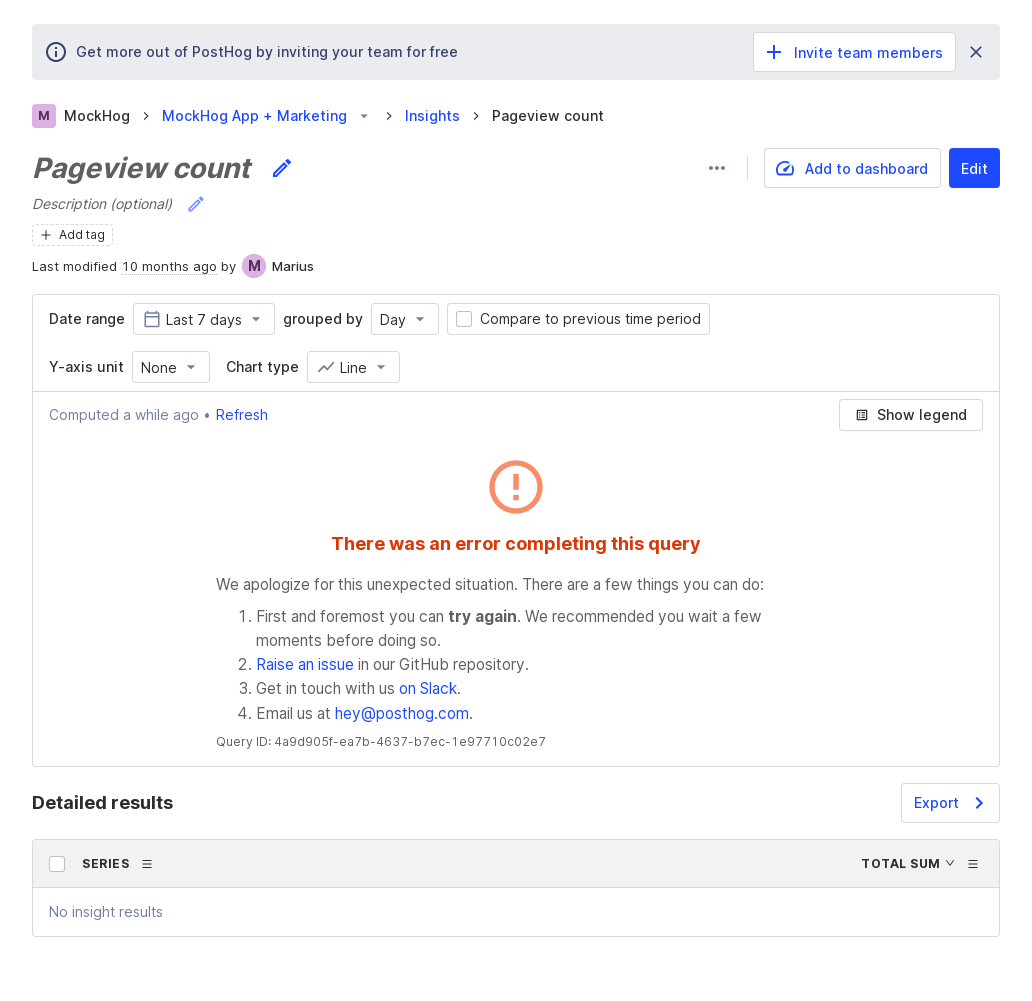 Get more out of PostHog by inviting your team for free
Invite team members
M MockHog MockHog App + Marketing Insights Pageview count
Pageview count
Add to dashboard
Edit
Description (optional)
Add tag
Last modified 10 months ago by M Marius
Date range Last 7 days grouped by Day Compare to previous time period
Y-axis unit None Chart type Line
Computed a while ago • Refresh
Show legend
There was an error completing this query
We apologize for this unexpected situation. There are a few things you can do:
1. First and foremost you can try again. We recommended you wait a few
moments before doing so.
2. Raise an issue in our GitHub repository.
3. Get in touch with us on Slack.
4. Email us at hey@posthog.com.
Query ID: 4a9d905f-ea7b-4637-b7ec-1e97710c02e7
Detailed results
Export
SERIES TOTAL SUM
No insight results